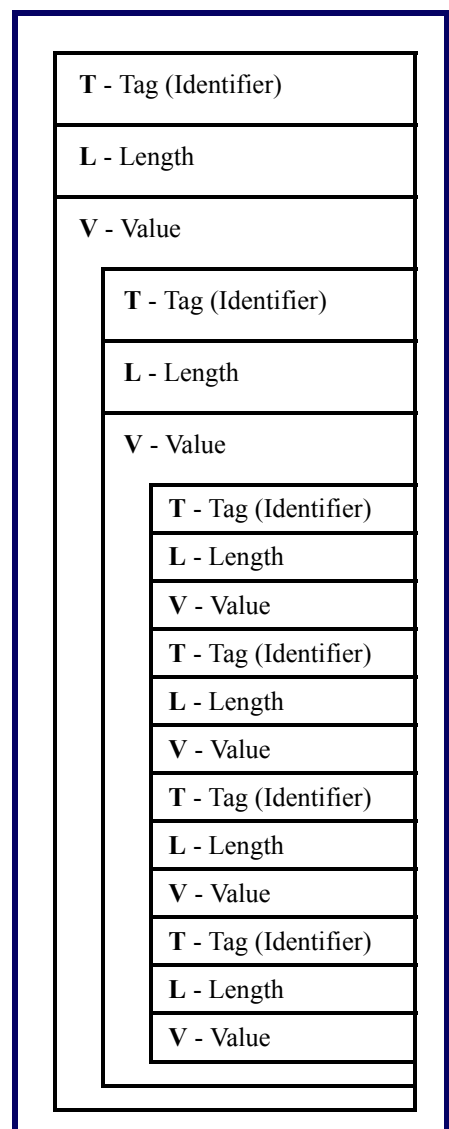 T - Tag (Identifier)
L - Length
V - Value
T - Tag (Identifier)
L - Length
V - Value
T - Tag (Identifier)
L - Length
V - Value
T - Tag (Identifier)
L - Length
V - Value
T - Tag (Identifier)
L - Length
V - Value
T - Tag (Identifier)
L - Length
V - Value